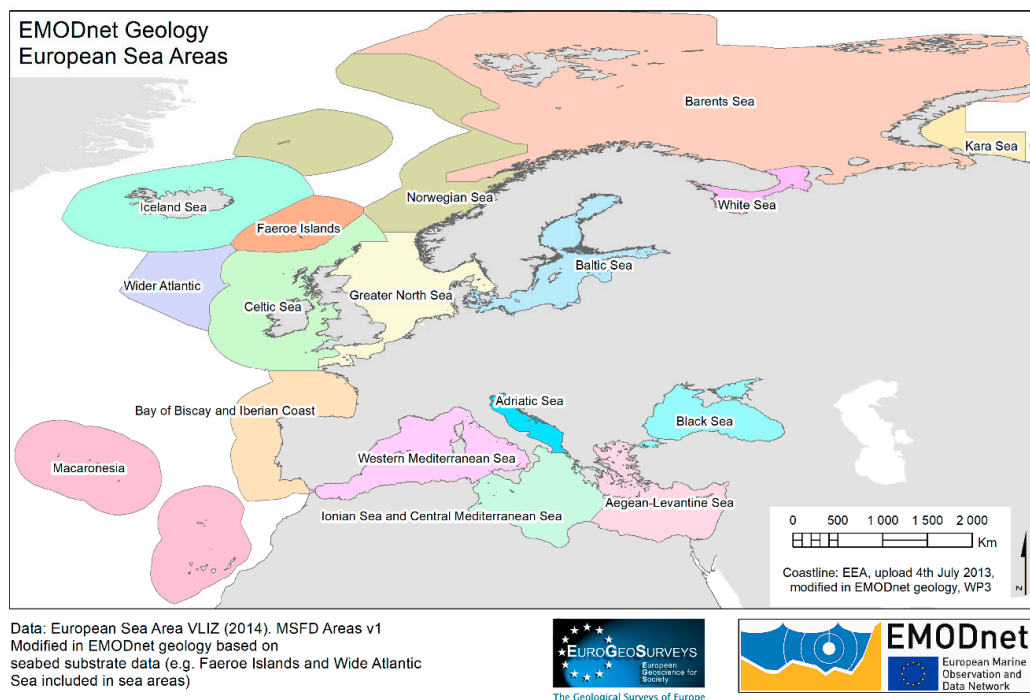 EMODnet Geology
European Sea Areas
Barents Sea
Kara Sea
Norwegian Sea
White Sea
Iceland Sea
Faeroe Islands
Baltic Sea
Wider Atlantic
Greater North Sea
Celtic Sea
Adriatic Sea
Bay of Biscay and Iberian Coast
Black Sea
Western Mediterranean Sea
Macaronesia
Aegean-Levantine Sea
Ionian Sea and Central Mediterranean Sea
0 500 1 000 1 500 2 000
Km
Coastline: EEA, upload 4th July 2013,
modified in EMODnet geology, WP3
N
Data: European Sea Area VLIZ (2014). MSFD Areas v1
Modified in EMODnet geology based on
seabed substrate data (e.g. Faeroe Islands and Wide Atlantic
Sea included in sea areas)
EUROGEOSURVEYS
European
Geoscience for
Society
The Geological Surveys of Europe
EMODnet
European Marine
Observation and
Data Network